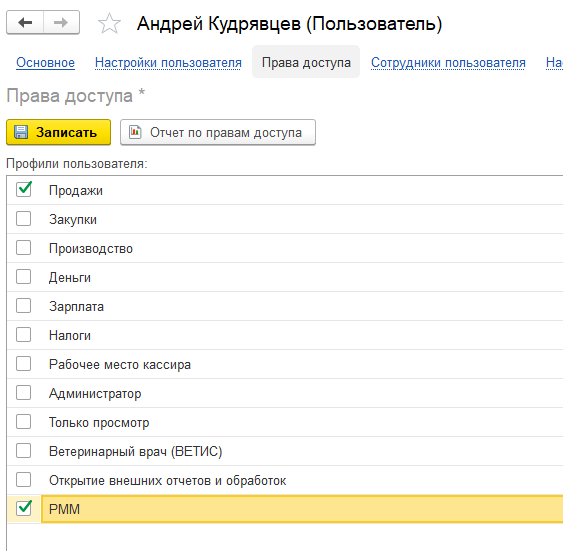 Андрей Кудрявцев (Пользователь)
Основное Настройки пользователя Права доступа Сотрудники пользователя На
Права доступа *
Записать Отчет по правам доступа
Профили пользователя:
Продажи
Закупки
Производство
Деньги
Зарплата
Налоги
Рабочее место кассира
Администратор
Только просмотр
Ветеринарный врач (ВЕТИС)
Открытие внешних отчетов и обработок
РММ